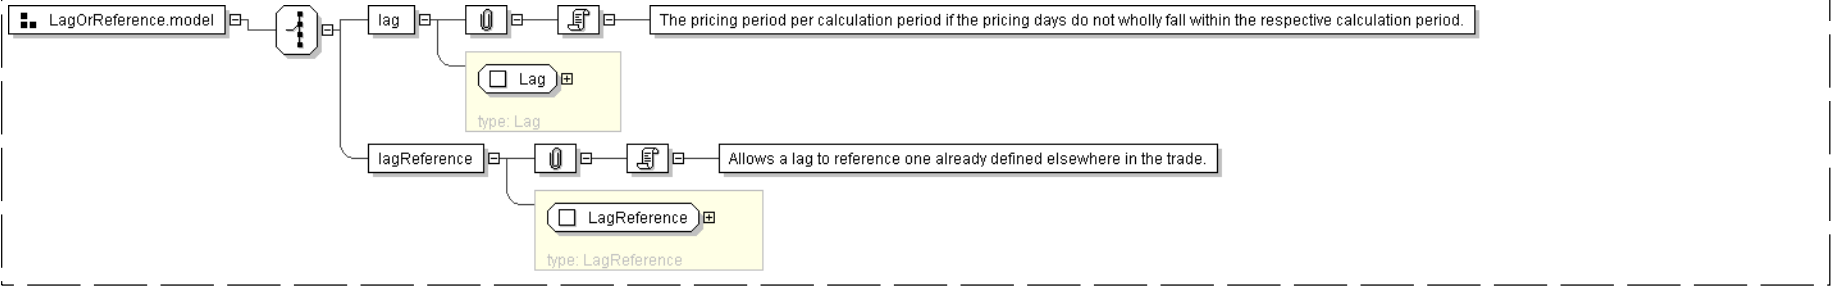 LagOrReference.model
lag
The pricing period per calculation period if the pricing days do not wholly fall within the respective calculation period.
Lag
type: Lag
lagReference
Allows a lag to reference one already defined elsewhere in the trade.
LagReference
type: LagReference